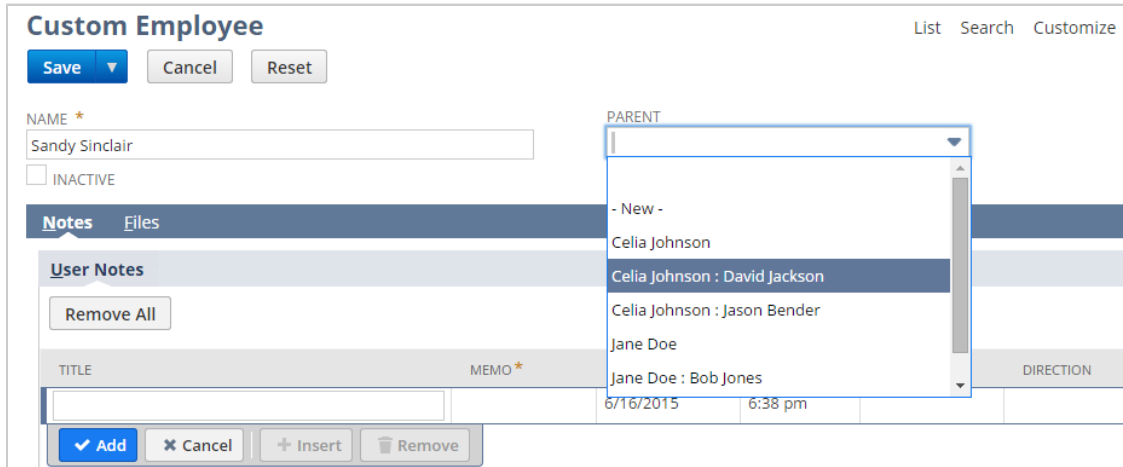 Custom Employee
List Search Customize
Save Cancel Reset
NAME *
PARENT
Sandy Sinclair
INACTIVE
Notes Files
- New -
Celia Johnson
Celia Johnson : David Jackson
Celia Johnson : Jason Bender
Jane Doe
Jane Doe : Bob Jones
User Notes
Remove All
TITLE MEMO * DIRECTION
6/16/2015 6:38 pm
Add Cancel Insert Remove